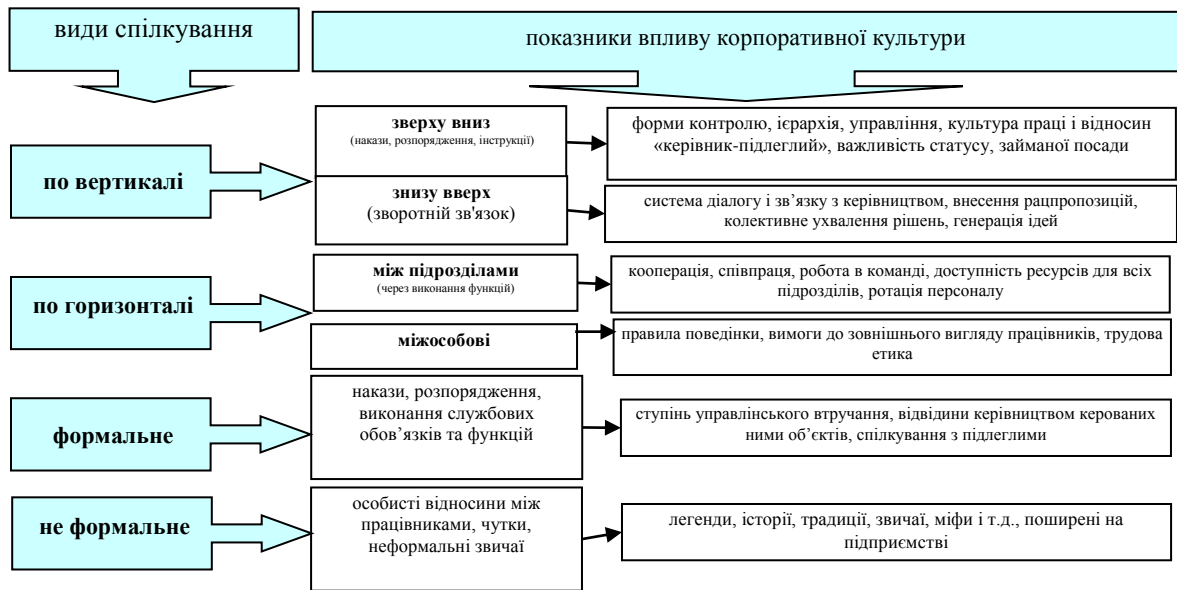 види спілкування
показники впливу корпоративної культури
по вертикалі
зверху вниз
(накази, розпорядження, інструкції)
форми контролю, ієрархія, управління, культура праці і відносин
«керівник-підлеглий», важливість статусу, займаної посади
знизу вверх
(зворотній зв'язок)
система діалогу і зв’язку з керівництвом, внесення рацпропозицій,
колективне ухвалення рішень, генерація ідей
по горизонталі
між підрозділами
(через виконання функцій)
кооперація, співпраця, робота в команді, доступність ресурсів для всіх
підрозділів, ротація персоналу
міжособові
правила поведінки, вимоги до зовнішнього вигляду працівників, трудова
етика
формальне
накази, розпорядження,
виконання службових
обов’язків та функцій
ступінь управлінського втручання, відвідини керівництвом керованих
ними об’єктів, спілкування з підлеглими
не формальне
особисті відносини між
працівниками, чутки,
неформальні звичаї
легенди, історії, традиції, звичаї, міфи і т.д., поширені на
підприємстві